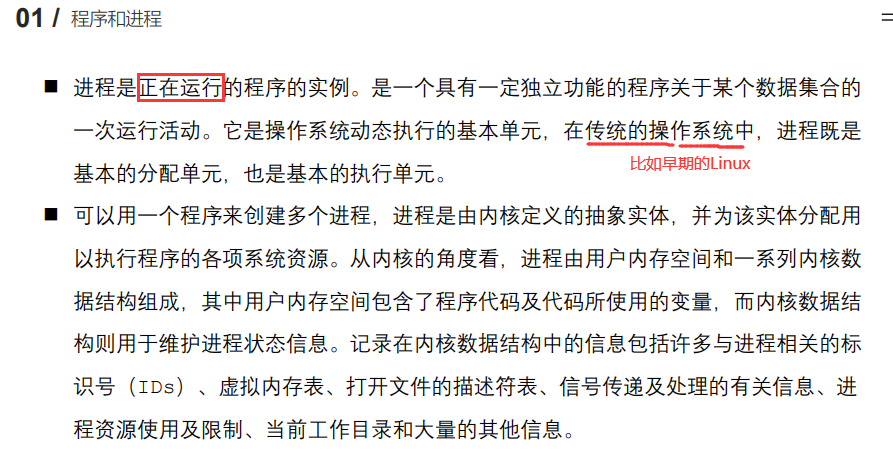 01 / 程序和进程
■ 进程是正在运行的程序的实例。是一个具有一定独立功能的程序关于某个数据集合的
一次运行活动。它是操作系统动态执行的基本单元，在传统的操作系统中，进程既是
比如早期的Linux
基本的分配单元，也是基本的执行单元。
■ 可以用一个程序来创建多个进程，进程是由内核定义的抽象实体，并为该实体分配用
以执行程序的各项系统资源。从内核的角度看，进程由用户内存空间和一系列内核数
据结构组成，其中用户内存空间包含了程序代码及代码所使用的变量，而内核数据结
构则用于维护进程状态信息。记录在内核数据结构中的信息包括许多与进程相关的标
识号（IDs）、虚拟内存表、打开文件的描述符表、信号传递及处理的有关信息、进
程资源使用及限制、当前工作目录和大量的其他信息。